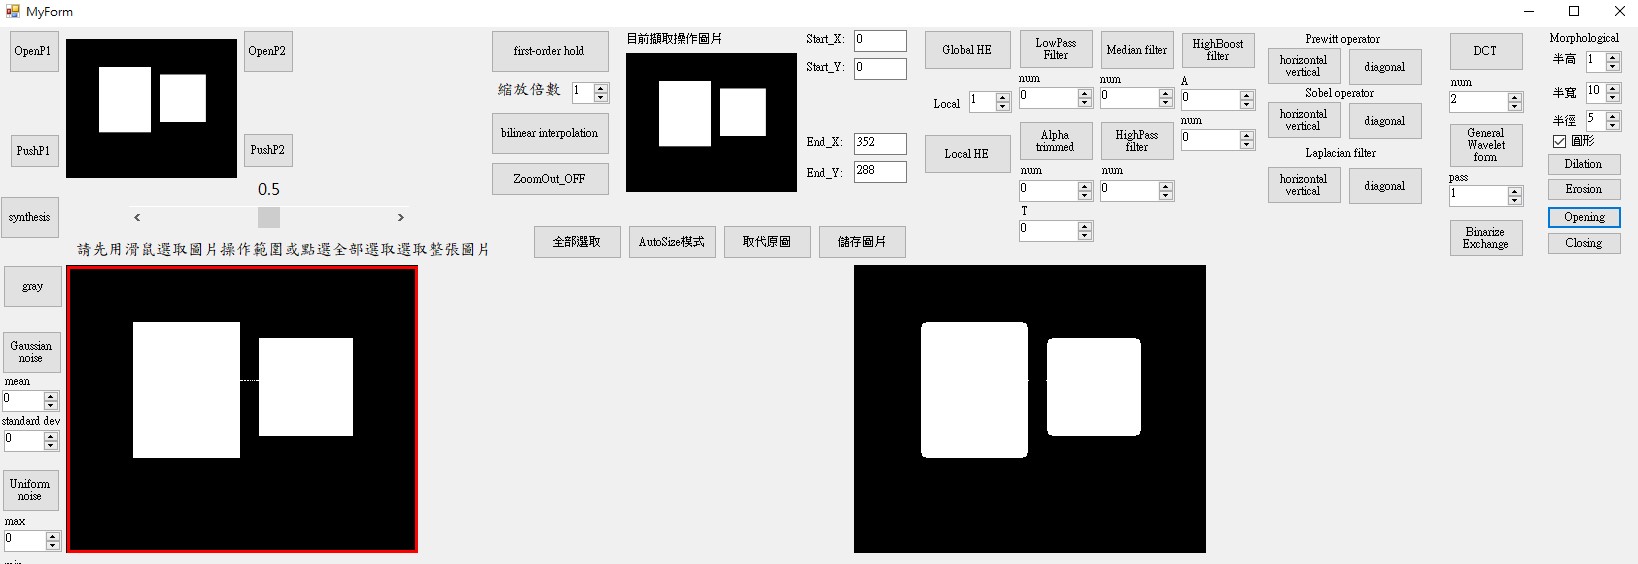 MyForm
OpenP1
OpenP2
PushP1
PushP2
synthesis
0.5
請先用滑鼠選取圖片操作範圍或點選全部選取選取整張圖片
first-order hold
縮放倍數 1
bilinear interpolation
ZoomOut_OFF
目前擷取操作圖片
Start_X: 0
Start_Y: 0
End_X: 352
End_Y: 288
全部選取
AutoSize模式
取代原圖
儲存圖片
Global HE
Local 1
Local HE
LowPass
Filter
num
0
Alpha
trimmed
num
0
T
0
Median filter
num
0
HighPass
filter
num
0
HighBoost
filter
A
0
num
0
Prewitt operator
horizontal
vertical
diagonal
Sobel operator
horizontal
vertical
diagonal
Laplacian filter
horizontal
vertical
diagonal
DCT
num
2
General
Wavelet
form
pass
1
Binarize
Exchange
Morphological
半高 1
半寬 10
半徑 5
圓形
Dilation
Erosion
Opening
Closing
gray
Gaussian
noise
mean
0
standard dev
0
Uniform
noise
max
0